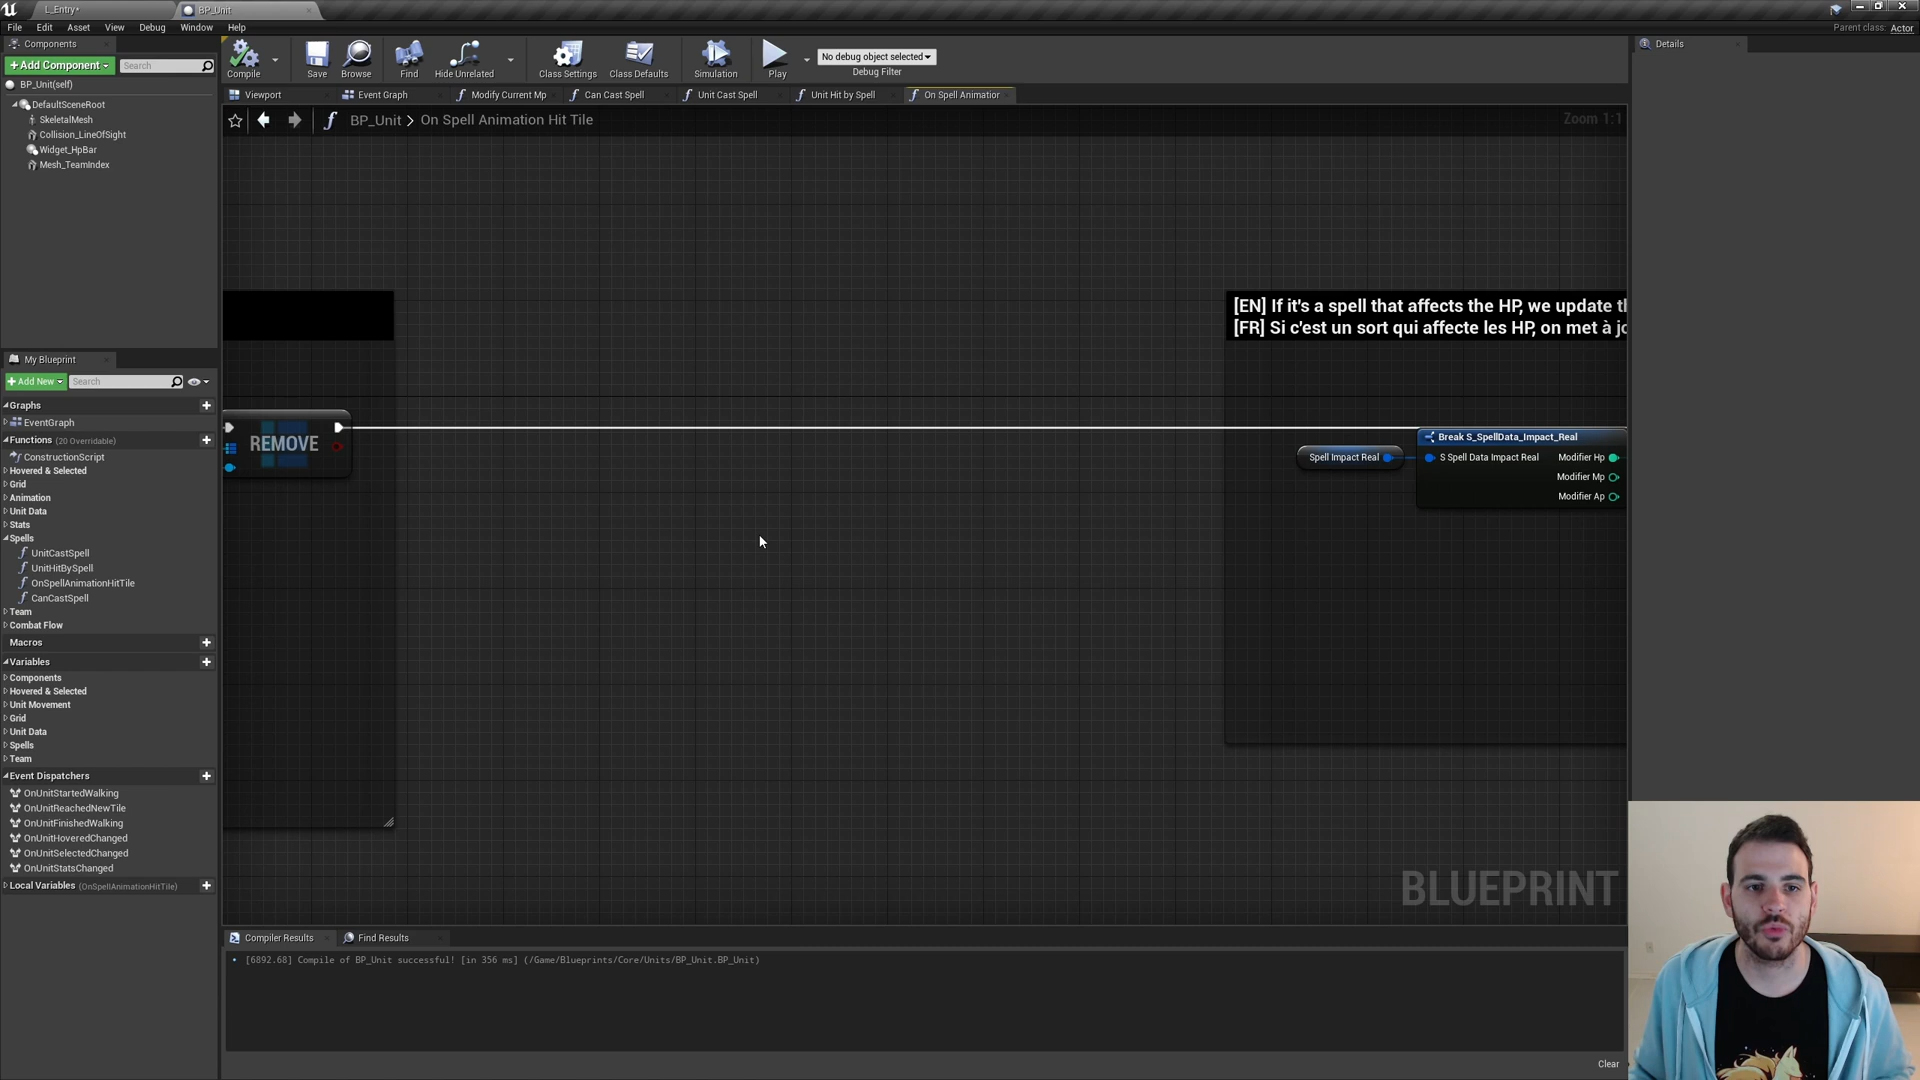 L_Entry*
BP_Unit
File
Edit
Asset
View
Debug
Window
Help
Parent class: Actor
Components
+Add Component
Search
BP_Unit(self)
DefaultSceneRoot
SkeletalMesh
Collision_LineOfSight
Widget_HpBar
Mesh_TeamIndex
My Blueprint
+Add New
Search
Graphs
EventGraph
Functions (20 Overridable)
ConstructionScript
Hovered & Selected
Grid
Animation
Unit Data
Stats
Spells
UnitCastSpell
UnitHitBySpell
OnSpellAnimationHitTile
CanCastSpell
Team
Combat Flow
Macros
Variables
Components
Hovered & Selected
Unit Movement
Grid
Unit Data
Spells
Team
Event Dispatchers
OnUnitStartedWalking
OnUnitReachedNewTile
OnUnitFinishedWalking
OnUnitHoveredChanged
OnUnitSelectedChanged
OnUnitStatsChanged
Local Variables (OnSpellAnimationHitTile)
Compile
Save
Browse
Find
Hide Unrelated
Class Settings
Class Defaults
Simulation
Play
No debug object selected
Debug Filter
Viewport
Event Graph
Modify Current Mp
Can Cast Spell
Unit Cast Spell
Unit Hit by Spell
On Spell Animation
BP_Unit > On Spell Animation Hit Tile
Zoom 1:1
REMOVE
[EN] If it's a spell that affects the HP, we update th
[FR] Si c'est un sort qui affecte les HP, on met à jo
Spell Impact Real
Break S_SpellData_Impact_Real
S Spell Data Impact Real
Modifier Hp
Modifier Mp
Modifier Ap
BLUEPRINT
Compiler Results
Find Results
[6892.68] Compile of BP_Unit successful! [in 356 ms] (/Game/Blueprints/Core/Units/BP_Unit.BP_Unit)
Clear
Details